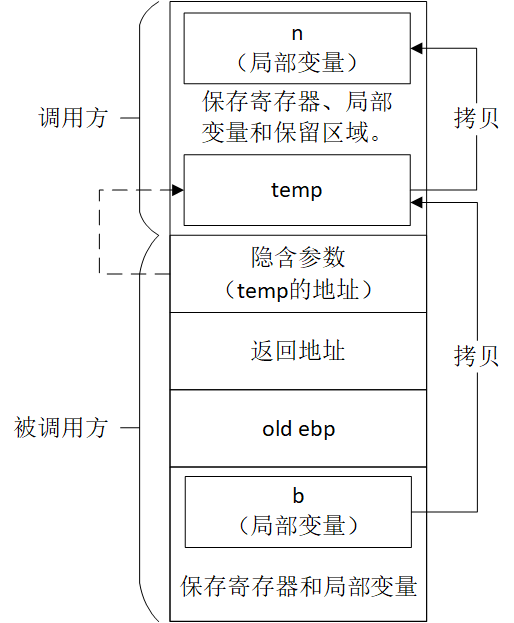 n
（局部变量）
保存寄存器、局部
变量和保留区域。
调用方
拷贝
temp
隐含参数
（temp的地址）
返回地址
拷贝
被调用方
old ebp
b
（局部变量）
保存寄存器和局部变量